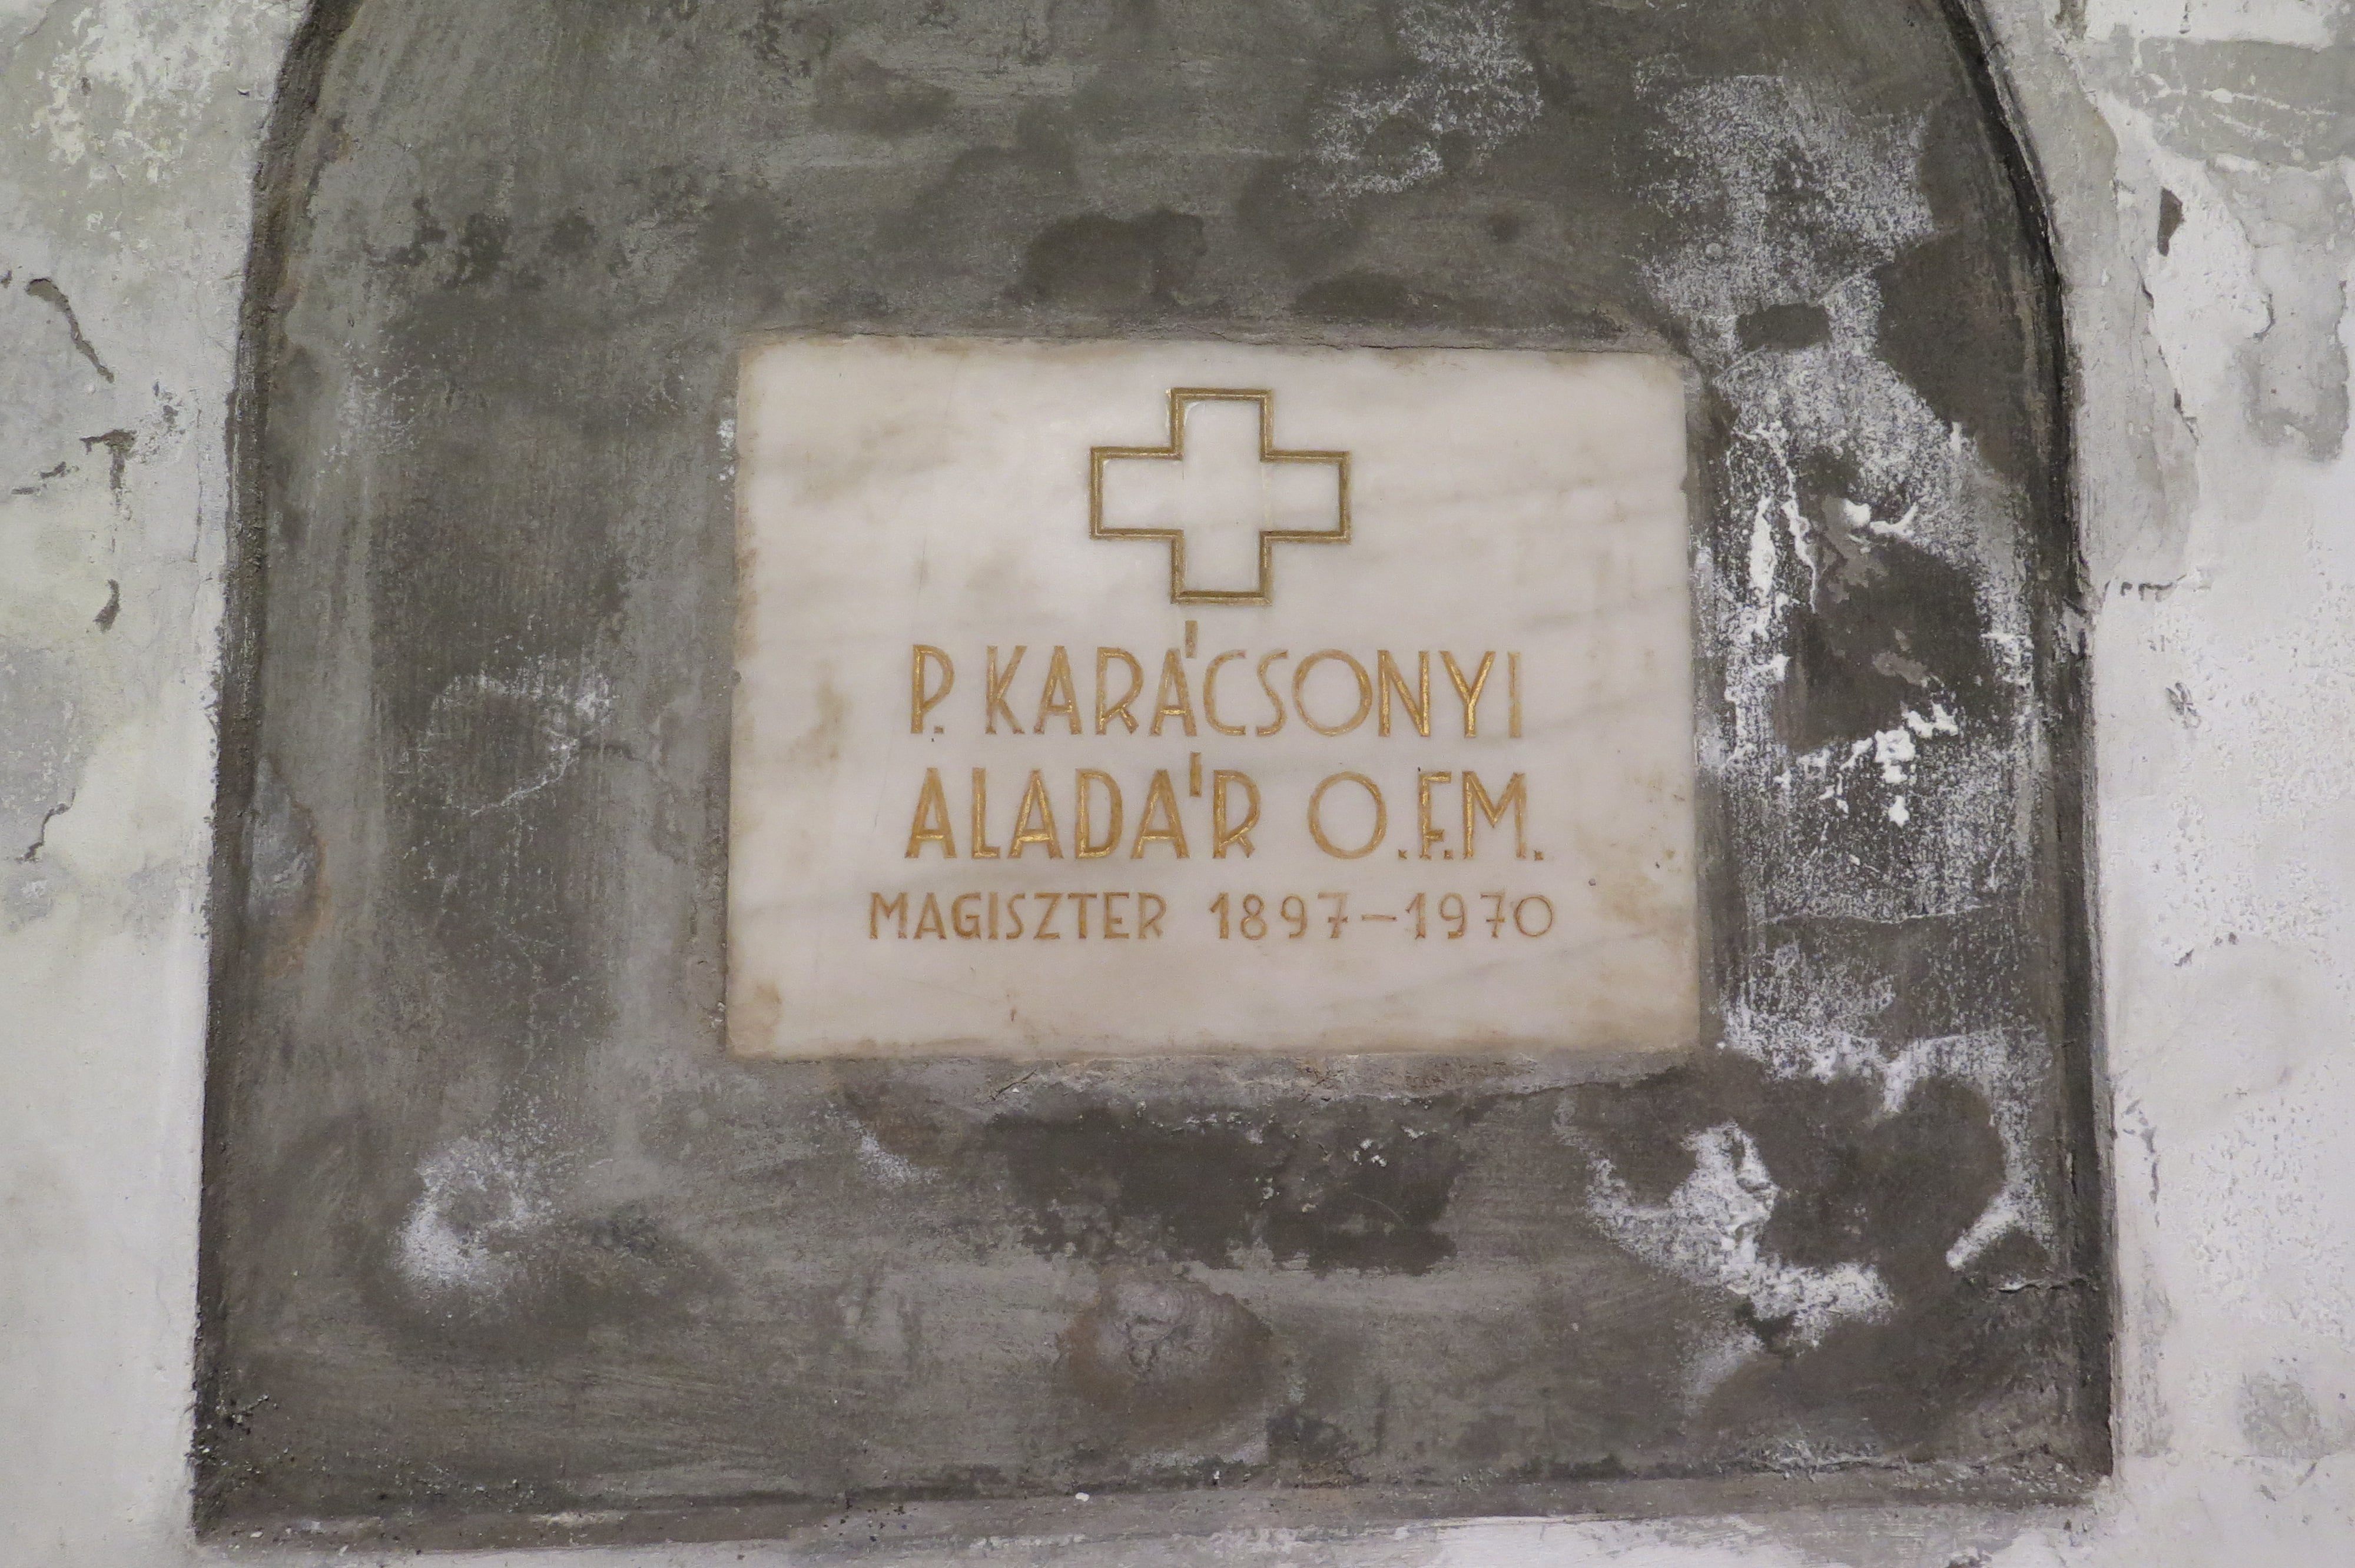 P. KARÁCSONYI
ALADÁR O.F.M.
MAGISZTER 1897–1970